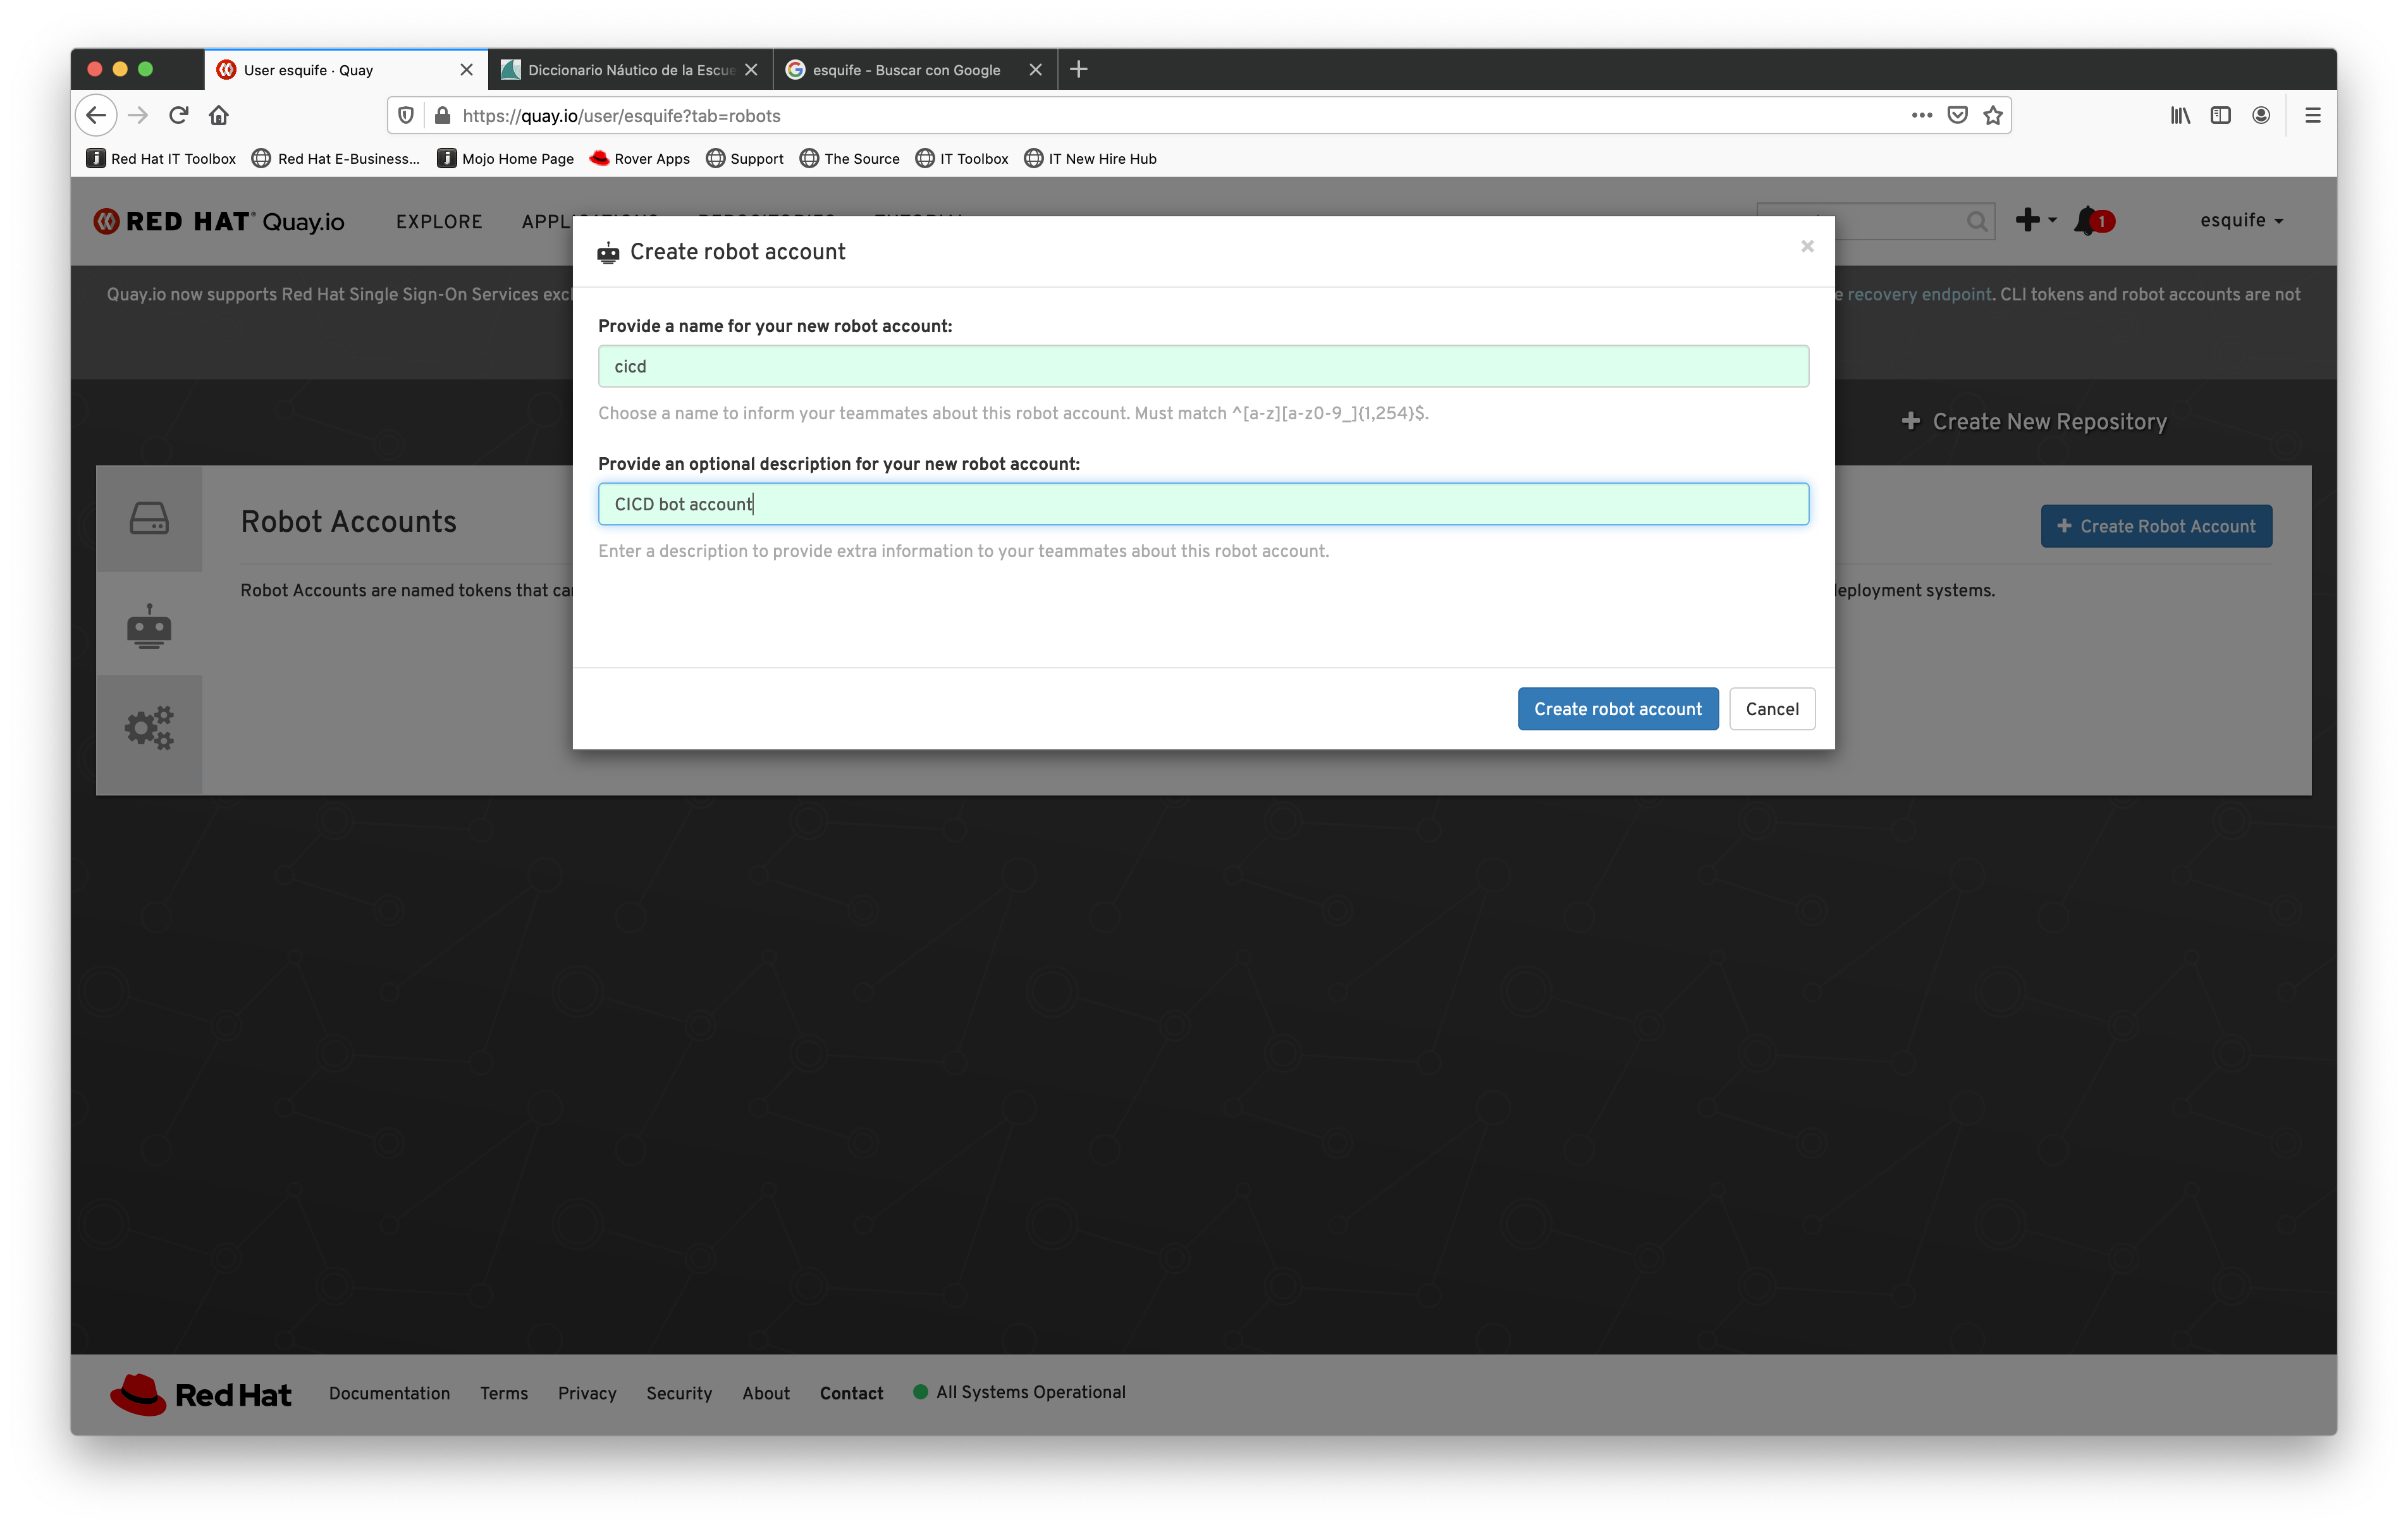 User esquife · Quay
Diccionario Náutico de la Escue
esquife - Buscar con Google
https://quay.io/user/esquife?tab=robots
Red Hat IT Toolbox Red Hat E-Business... Mojo Home Page Rover Apps Support The Source IT Toolbox IT New Hire Hub
RED HAT® Quay.io EXPLORE 1 esquife
Create robot account ×
Quay.io now supports Red Hat Single Sign-On Services
recovery endpoint. CLI tokens and robot accounts are not
Provide a name for your new robot account:
cicd
Choose a name to inform your teammates about this robot account. Must match ^[a-z][a-z0-9_]{1,254}$.
Create New Repository
Provide an optional description for your new robot account:
CICD bot account
Enter a description to provide extra information to your teammates about this robot account.
Robot Accounts
Create Robot Account
Robot Accounts are named tokens that
deployment systems.
Create robot account Cancel
Red Hat Documentation Terms Privacy Security About Contact All Systems Operational